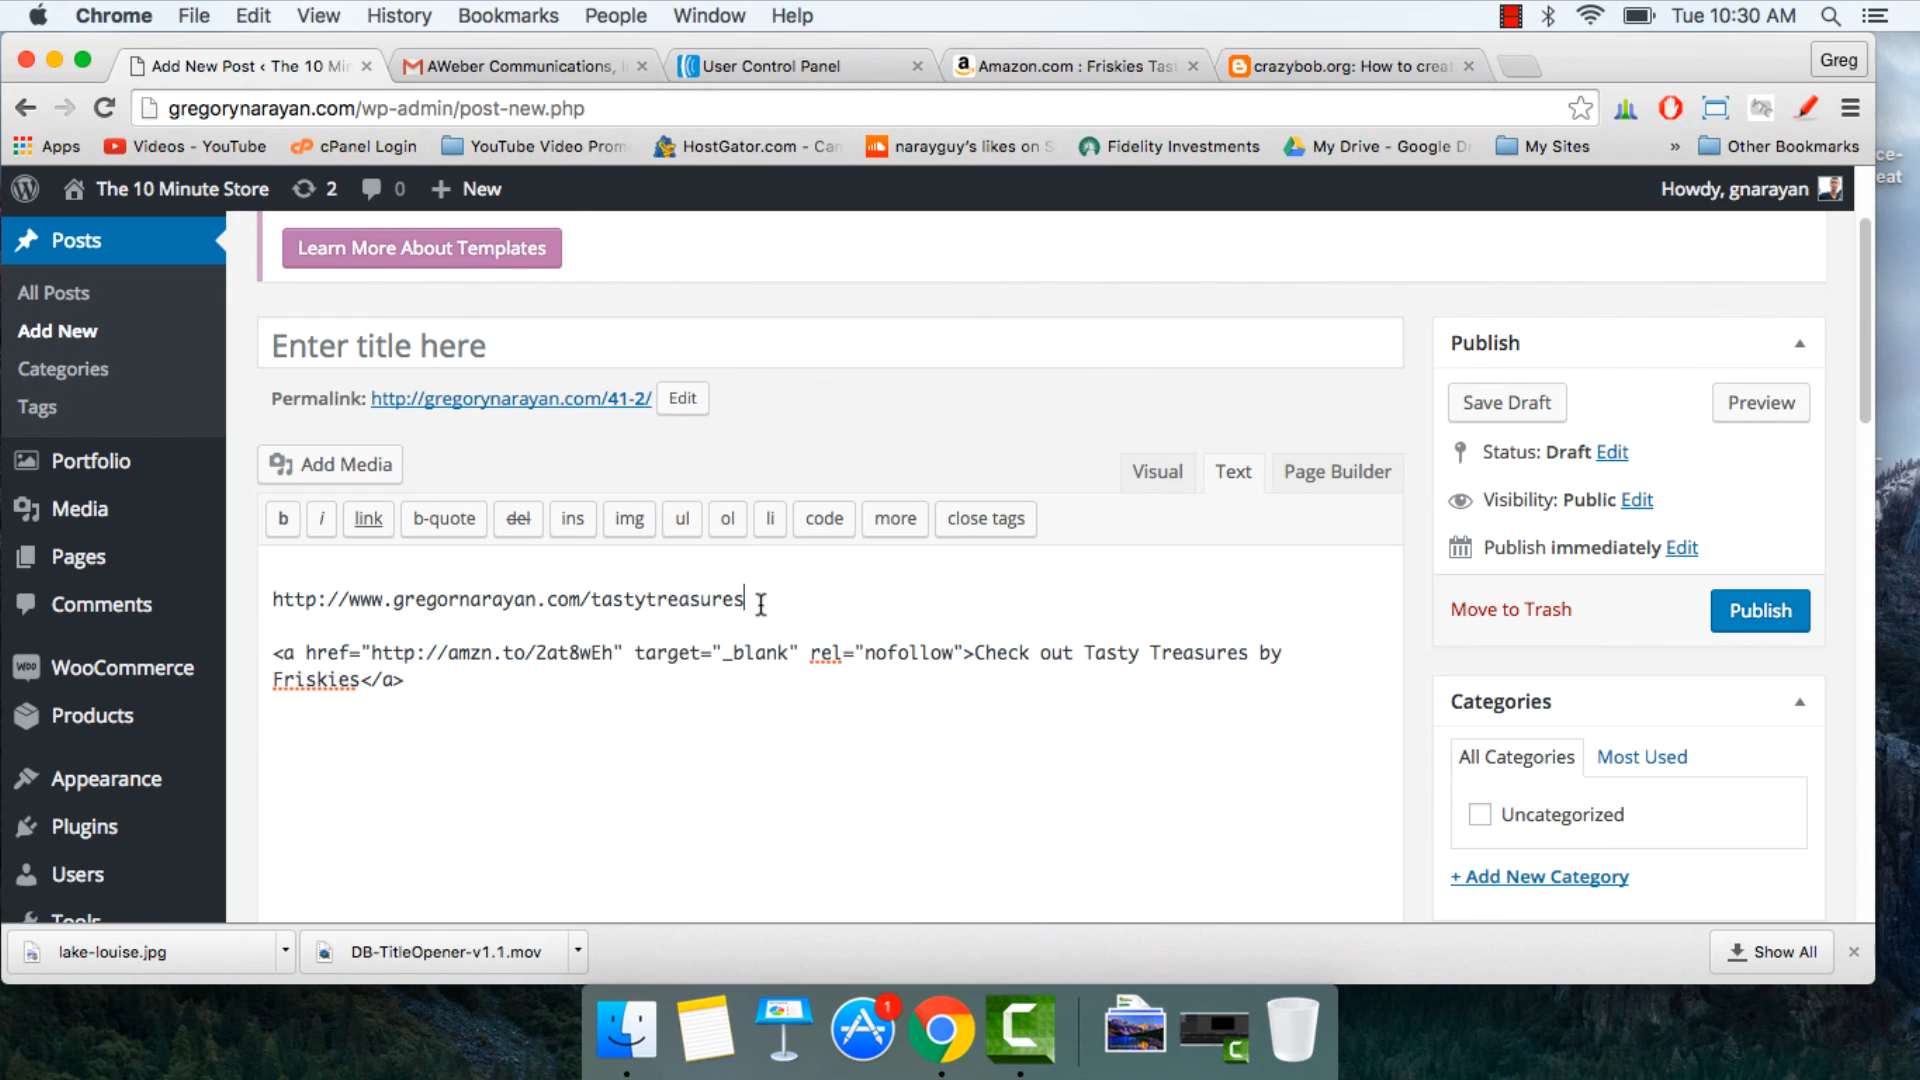 Chrome File Edit View History Bookmarks People Window Help Tue 10:30 AM
Add New Post ‹ The 10 Min AWeber Communications, I User Control Panel Amazon.com : Friskies Tast crazybob.org: How to creat Greg
gregorynarayan.com/wp-admin/post-new.php
Apps Videos - YouTube cPanel Login YouTube Video Prom HostGator.com - Can narayguy's likes on S Fidelity Investments My Drive - Google D My Sites » Other Bookmarks
The 10 Minute Store 2 0 + New Howdy, gnarayan
Posts
All Posts
Add New
Categories
Tags
Portfolio
Media
Pages
Comments
WooCommerce
Products
Appearance
Plugins
Users
Tools
Learn More About Templates
Enter title here
Permalink: http://gregorynarayan.com/41-2/ Edit
Add Media
Visual Text Page Builder
b i link b-quote del ins img ul ol li code more close tags
http://www.gregornarayan.com/tastytreasures
<a href="http://amzn.to/2at8wEh" target="_blank" rel="nofollow">Check out Tasty Treasures by
Friskies</a>
Publish
Save Draft Preview
Status: Draft Edit
Visibility: Public Edit
Publish immediately Edit
Move to Trash Publish
Categories
All Categories Most Used
Uncategorized
+ Add New Category
lake-louise.jpg DB-TitleOpener-v1.1.mov Show All
1